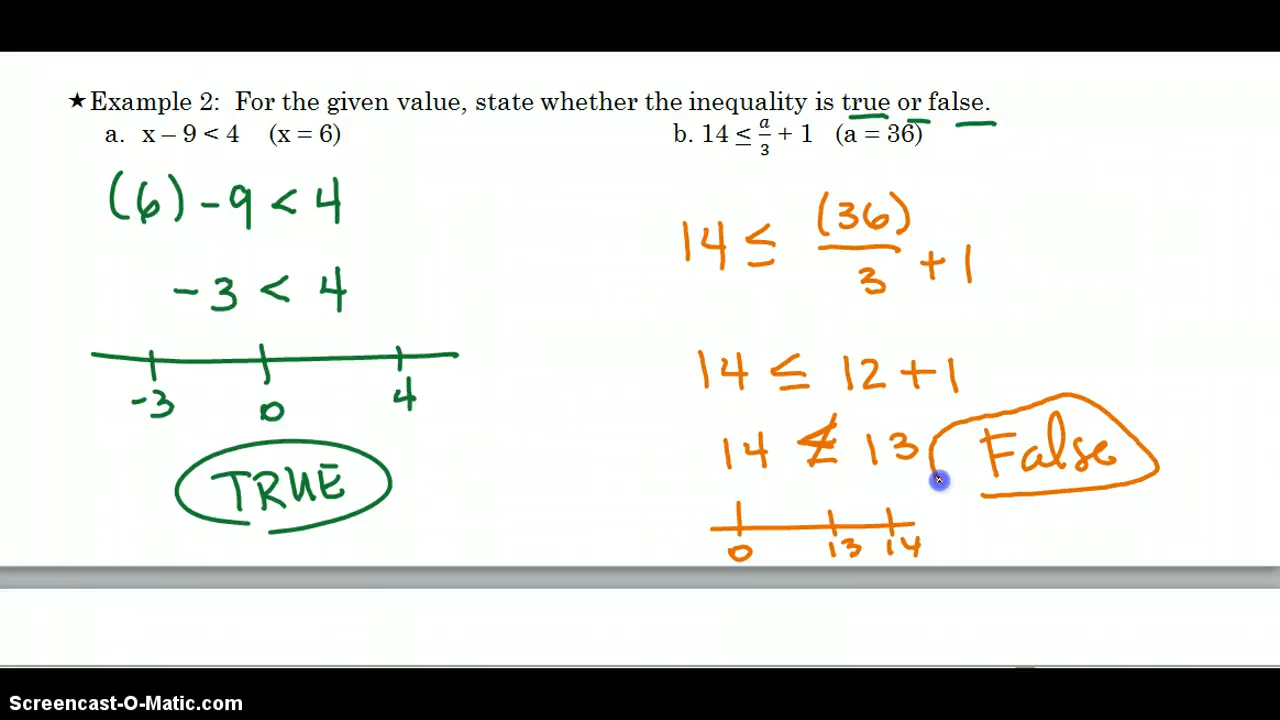 ★Example 2: For the given value, state whether the inequality is true or false.
a. x – 9 < 4 (x = 6)
(6) - 9 < 4
-3 < 4
-3 0 4
TRUE
b. 14 ≤ a/3 + 1 (a = 36)
14 ≤ (36)/3 + 1
14 ≤ 12 + 1
14 ≰ 13 False
0 13 14
Screencast-O-Matic.com